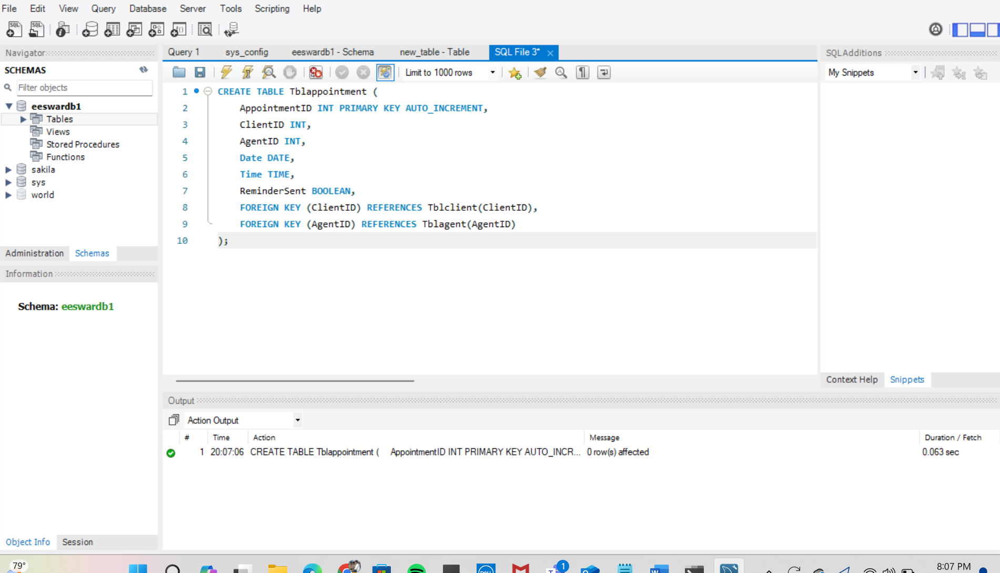 File Edit View Query Database Server Tools Scripting Help
Navigator
SCHEMAS
Filter objects
eeswardb1
Tables
Views
Stored Procedures
Functions
sakila
sys
world
Administration Schemas
Information
Schema: eeswardb1
Object Info Session
Query 1 sys_config eeswardb1 - Schema new_table - Table SQL File 3*
Limit to 1000 rows
1 CREATE TABLE Tblappointment (
2 AppointmentID INT PRIMARY KEY AUTO_INCREMENT,
3 ClientID INT,
4 AgentID INT,
5 Date DATE,
6 Time TIME,
7 ReminderSent BOOLEAN,
8 FOREIGN KEY (ClientID) REFERENCES Tblclient(ClientID),
9 FOREIGN KEY (AgentID) REFERENCES Tblagent(AgentID)
10 );
SQLAdditions
My Snippets
Context Help Snippets
Output
Action Output
# Time Action Message Duration / Fetch
1 20:07:06 CREATE TABLE Tblappointment ( AppointmentID INT PRIMARY KEY AUTO_INCR... 0 row(s) affected 0.063 sec
79°
1
8:07 PM